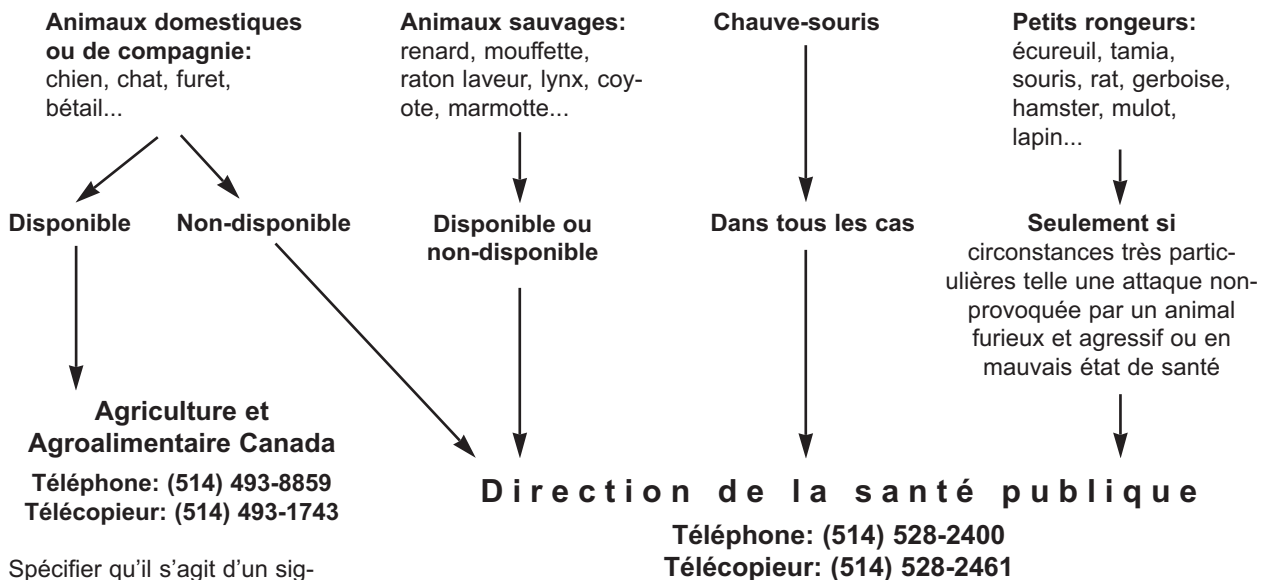 Animaux domestiques
ou de compagnie:
chien, chat, furet,
bétail...
Animaux sauvages:
renard, mouffette,
raton laveur, lynx, coy-
ote, marmotte...
Chauve-souris
Petits rongeurs:
écureuil, tamia,
souris, rat, gerboise,
hamster, mulot,
lapin...
Disponible
Non-disponible
Disponible ou
non-disponible
Dans tous les cas
Seulement si
circonstances très partic-
ulières telle une attaque non-
provoquée par un animal
furieux et agressif ou en
mauvais état de santé
Agriculture et
Agroalimentaire Canada
Téléphone: (514) 493-8859
Télécopieur: (514) 493-1743
Direction de la santé publique
Téléphone: (514) 528-2400
Télécopieur: (514) 528-2461
Spécifier qu'il s'agit d'un sig-